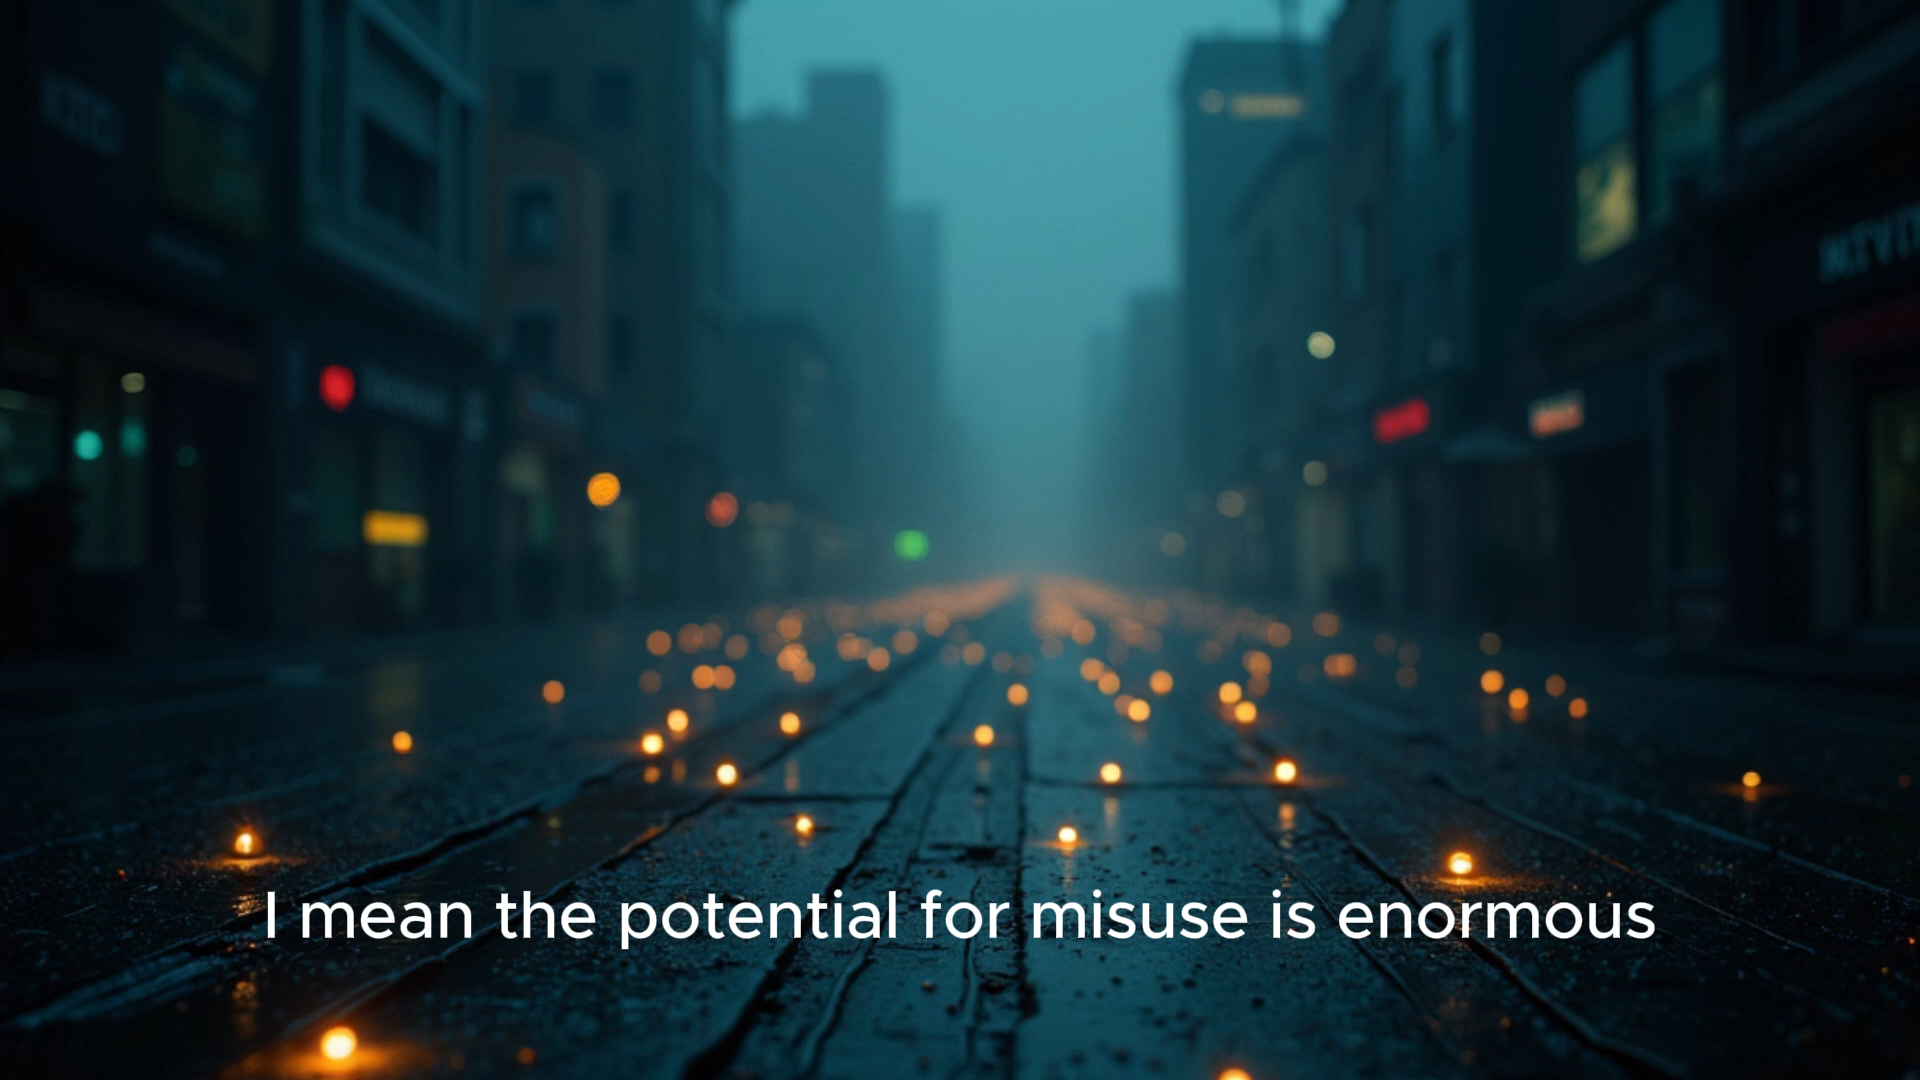 I mean the potential for misuse is enormous